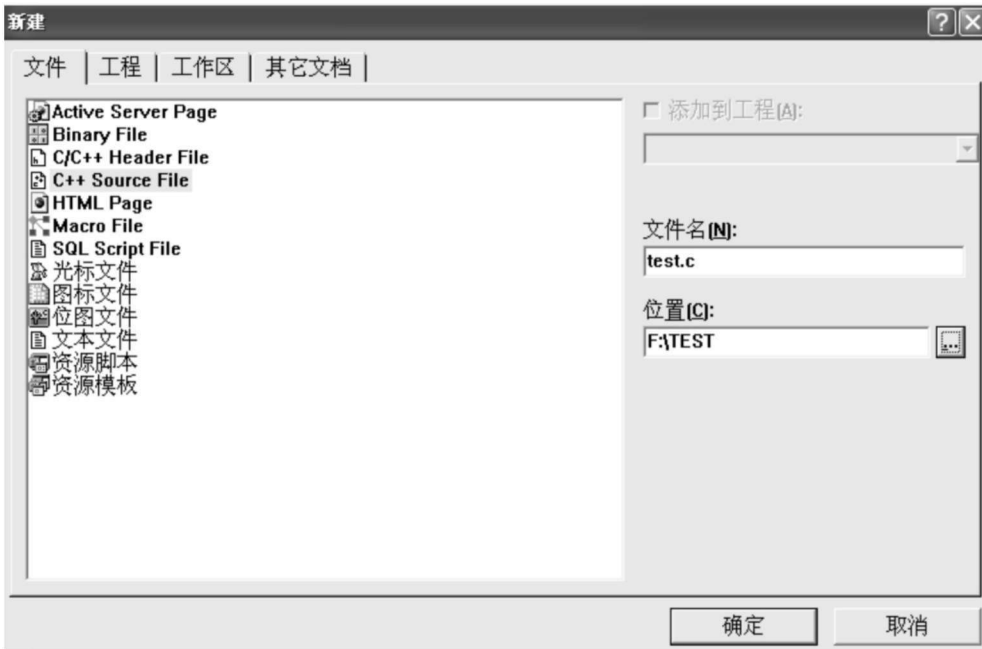 新建
文件 工程 工作区 其它文档
Active Server Page
Binary File
C/C++ Header File
C++ Source File
HTML Page
Macro File
SQL Script File
光标文件
图标文件
位图文件
文本文件
资源脚本
资源模板
添加到工程(A):
文件名(N):
test.c
位置(C):
F:\TEST
...
确定 取消